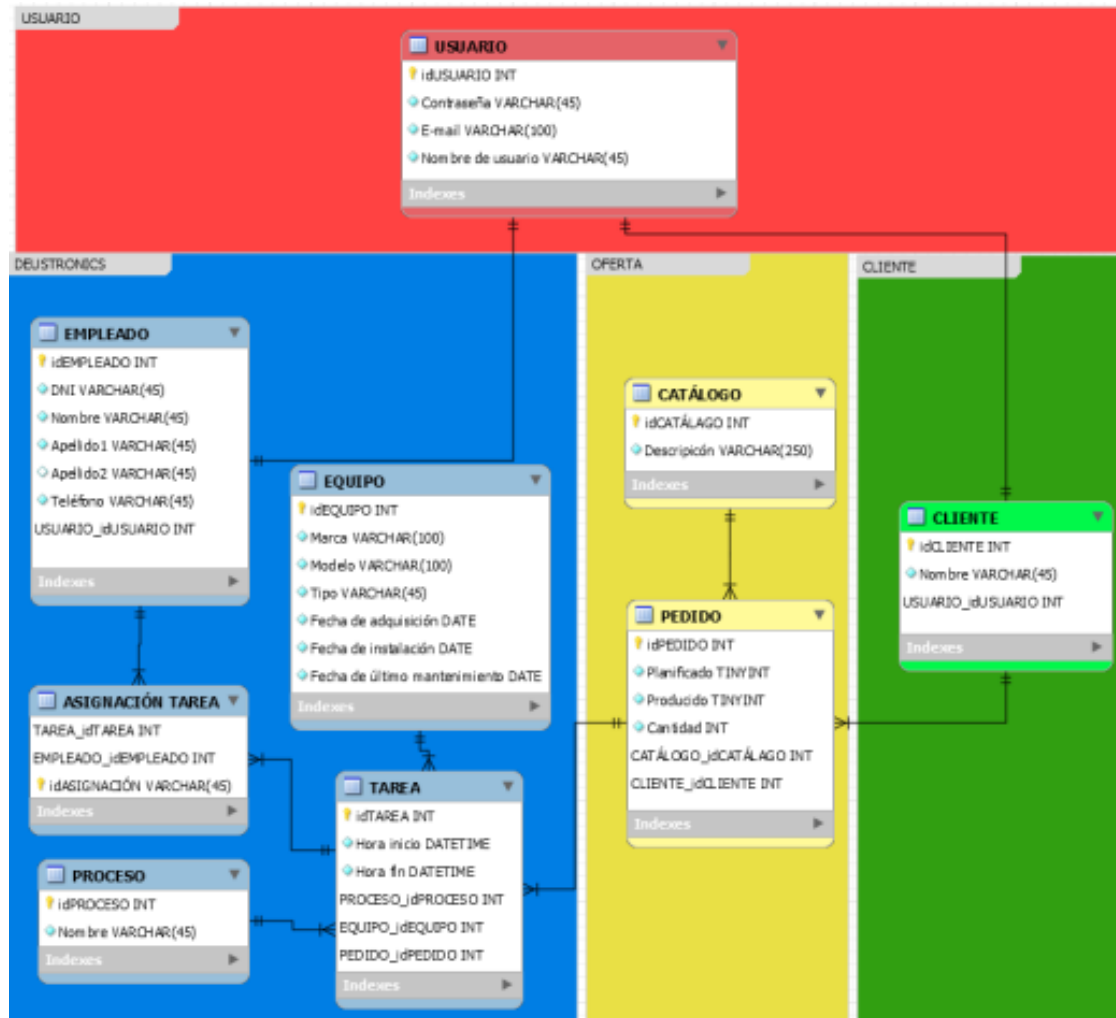 USUARIO
USUARIO
idUSUARIO INT
Contraseña VARCHAR(45)
E-mail VARCHAR(100)
Nombre de usuario VARCHAR(45)
Indexes
DEUSTRONICS
EMPLEADO
idEMPLEADO INT
DNI VARCHAR(45)
Nombre VARCHAR(45)
Apellido1 VARCHAR(45)
Apellido2 VARCHAR(45)
Teléfono VARCHAR(45)
USUARIO_idUSUARIO INT
Indexes
EQUIPO
idEQUIPO INT
Marca VARCHAR(100)
Modelo VARCHAR(100)
Tipo VARCHAR(45)
Fecha de adquisición DATE
Fecha de instalación DATE
Fecha de último mantenimiento DATE
Indexes
ASIGNACIÓN TAREA
TAREA_idTAREA INT
EMPLEADO_idEMPLEADO INT
idASIGNACIÓN VARCHAR(45)
Indexes
PROCESO
idPROCESO INT
Nombre VARCHAR(45)
Indexes
TAREA
idTAREA INT
Hora inicio DATETIME
Hora fin DATETIME
PROCESO_idPROCESO INT
EQUIPO_idEQUIPO INT
PEDIDO_idPEDIDO INT
Indexes
OFERTA
CATÁLOGO
idCATÁLAGO INT
Descripicón VARCHAR(250)
Indexes
PEDIDO
idPEDIDO INT
Planificado TINYINT
Producido TINYINT
Cantidad INT
CATÁLOGO_idCATÁLAGO INT
CLIENTE_idCLIENTE INT
Indexes
CLIENTE
CLIENTE
idCLIENTE INT
Nombre VARCHAR(45)
USUARIO_idUSUARIO INT
Indexes